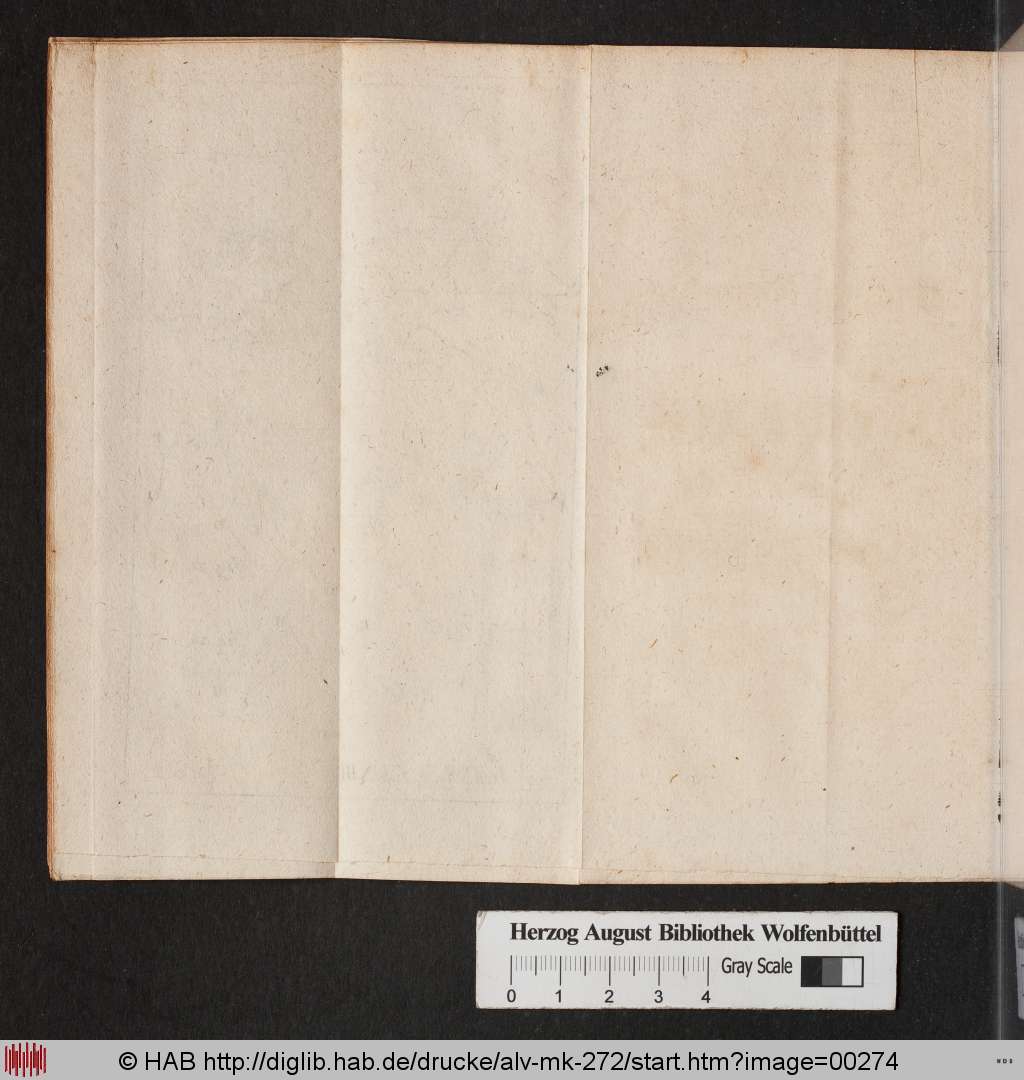 Herzog August Bibliothek Wolfenbüttel
Gray Scale
0 1 2 3 4
© HAB http://diglib.hab.de/drucke/alv-mk-272/start.htm?image=00274